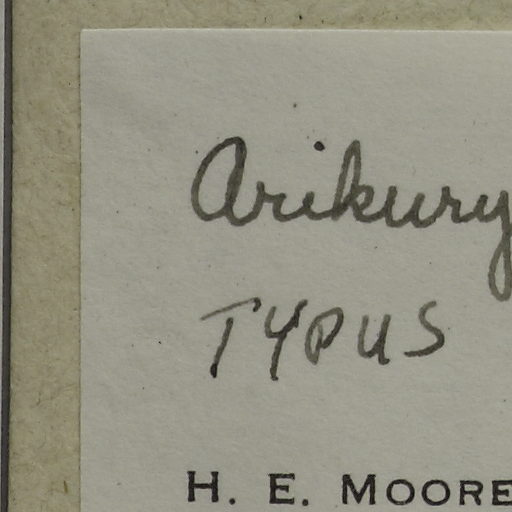 Arikury
TYPUS
H. E. MOORE